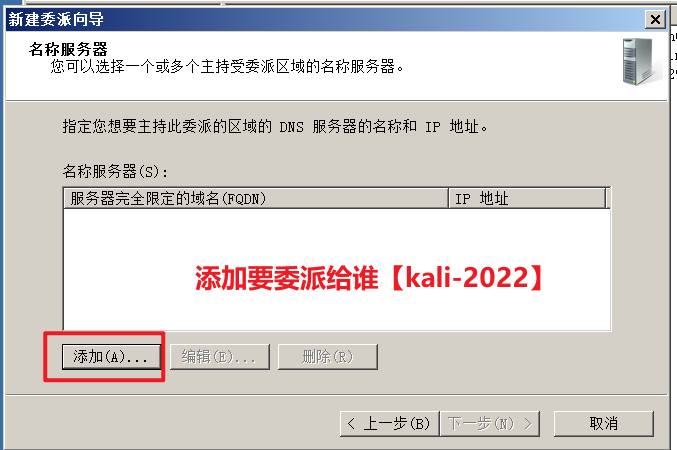 新建委派向导
名称服务器
您可以选择一个或多个主持受委派区域的名称服务器。
指定您想要主持此委派的区域的 DNS 服务器的名称和 IP 地址。
名称服务器(S):
服务器完全限定的域名(FQDN) IP 地址
添加要委派给谁【kali-2022】
添加(A)... 编辑(E)... 删除(R)
< 上一步(B) 下一步(N) > 取消